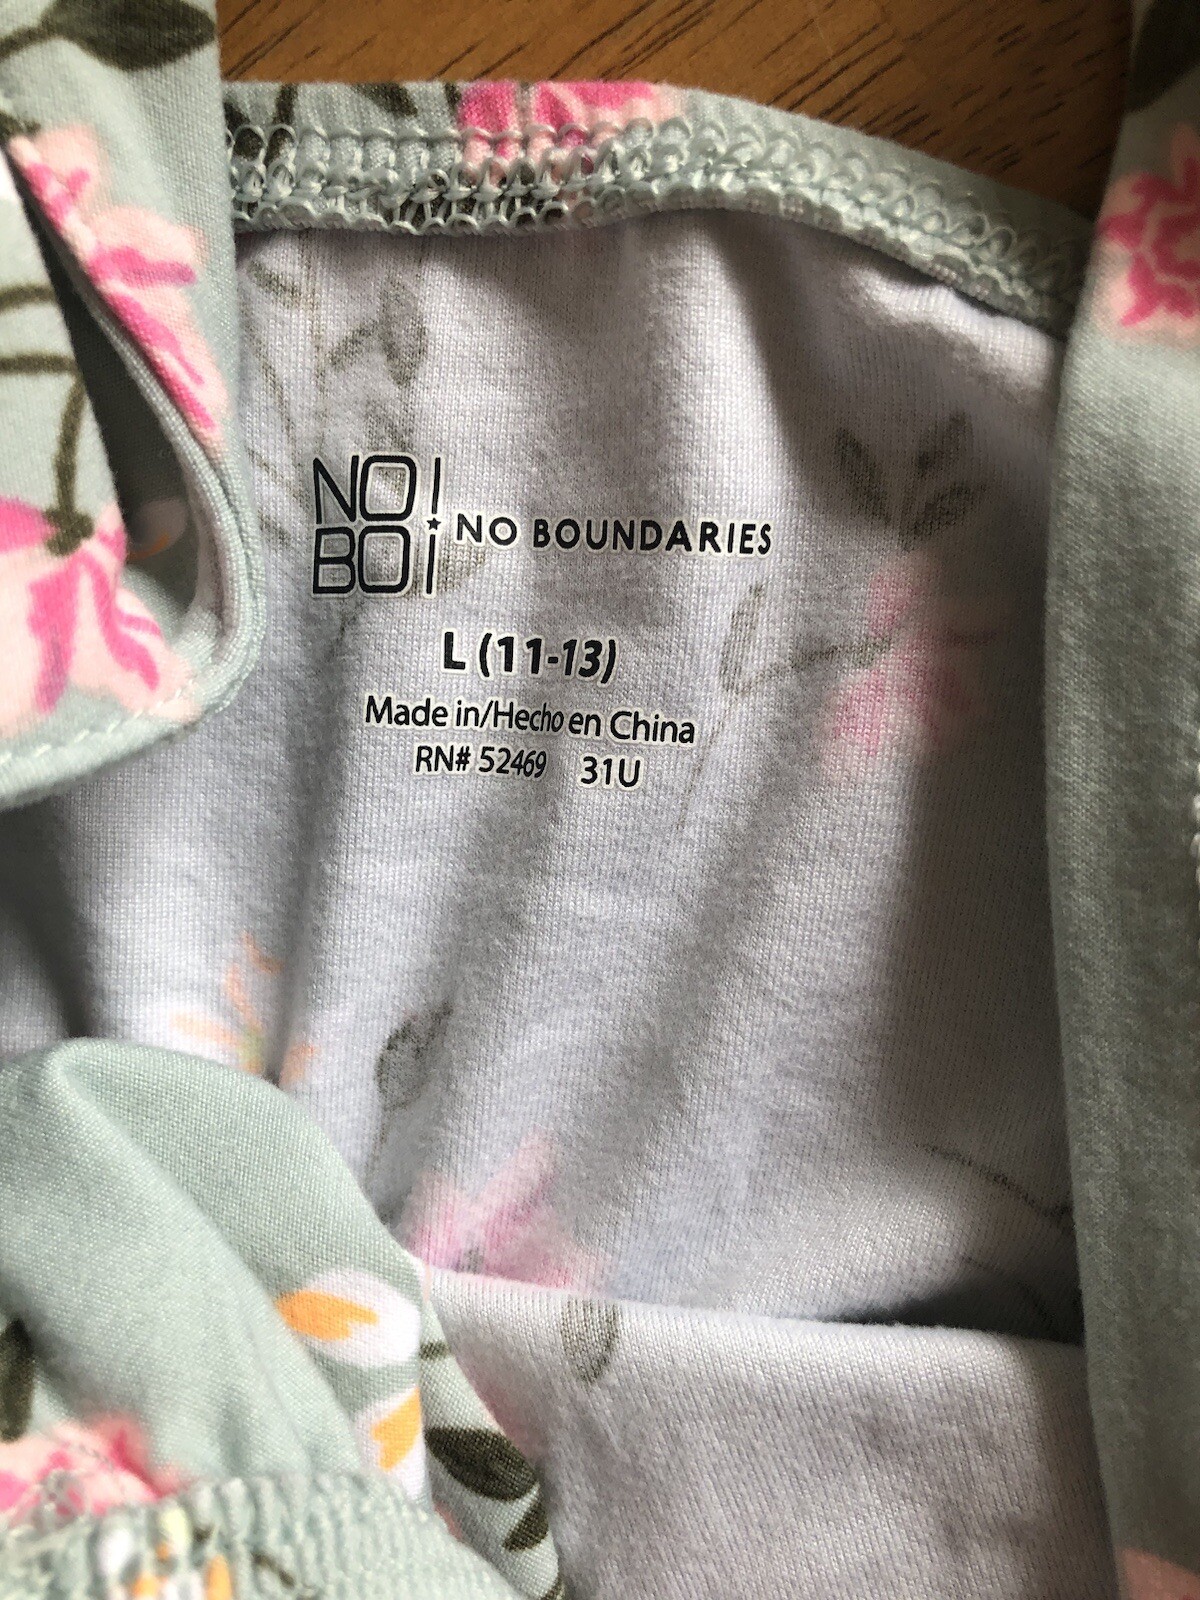 NO!
BO¡ NO BOUNDARIES
L (11-13)
Made in/Hecho en China
RN# 52469 31U